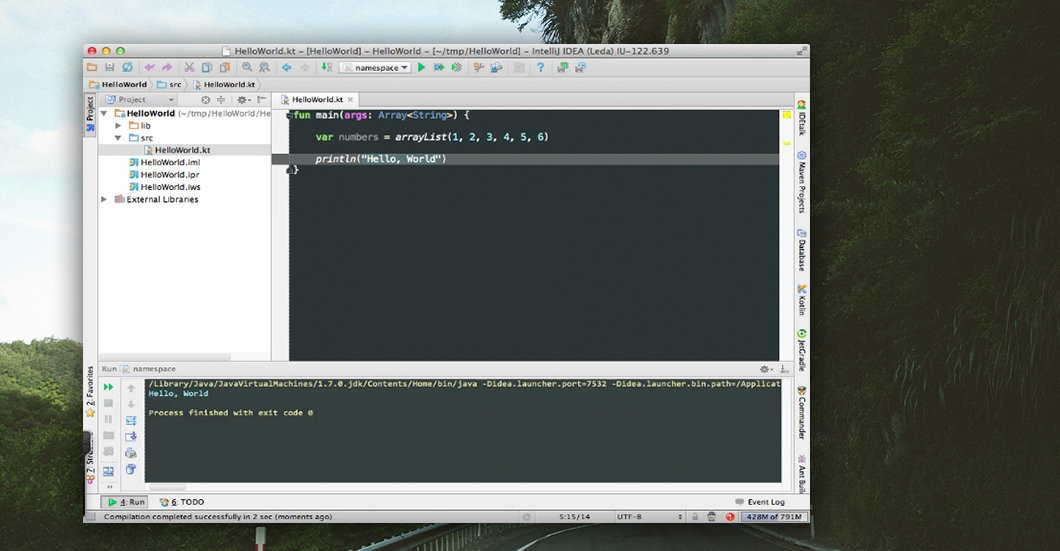 HelloWorld.kt – [HelloWorld] – HelloWorld – [~/tmp/HelloWorld] – IntelliJ IDEA (Leda) IU-122.639
namespace
HelloWorld src HelloWorld.kt
Project
HelloWorld.kt
HelloWorld (~/tmp/HelloWorld/He
lib
src
HelloWorld.kt
HelloWorld.iml
HelloWorld.ipr
HelloWorld.iws
External Libraries
fun main(args: Array<String>) {
var numbers = arrayList(1, 2, 3, 4, 5, 6)
println("Hello, World")
}
Project
2: Favorites
IDEtalk
Maven Projects
Database
Kotlin
JetGradle
Commander
Ant Buil
Run namespace
/Library/Java/JavaVirtualMachines/1.7.0.jdk/Contents/Home/bin/java -Didea.launcher.port=7532 -Didea.launcher.bin.path=/Applicat
Hello, World
Process finished with exit code 0
4: Run 6: TODO Event Log
Compilation completed successfully in 2 sec (moments ago) 5:15/14 UTF-8 428M of 791M